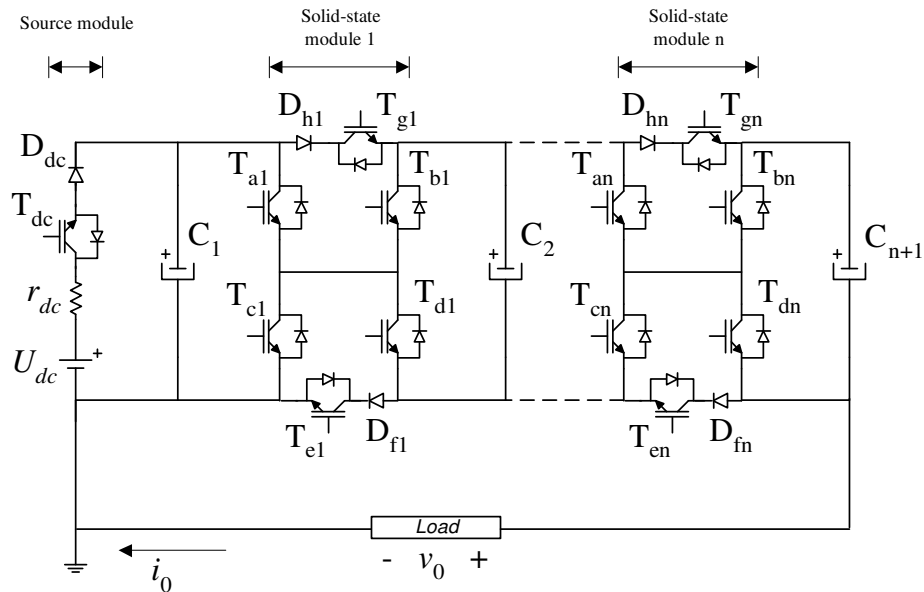 Source module
Solid-state
module 1
Solid-state
module n
D_h1
T_g1
D_hn
T_gn
D_dc
T_a1
T_b1
T_an
T_bn
T_dc
+
C_1
+
C_2
+
C_n+1
r_dc
T_c1
T_d1
T_cn
T_dn
U_dc
+
T_e1
D_f1
T_en
D_fn
Load
i_0
- v_0 +